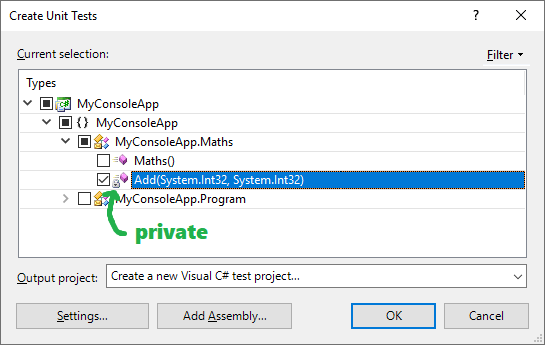 Create Unit Tests
Current selection:
Filter
Types
MyConsoleApp
{ } MyConsoleApp
MyConsoleApp.Maths
Maths()
Add(System.Int32, System.Int32)
MyConsoleApp.Program
private
Output project: Create a new Visual C# test project...
Settings... Add Assembly... OK Cancel